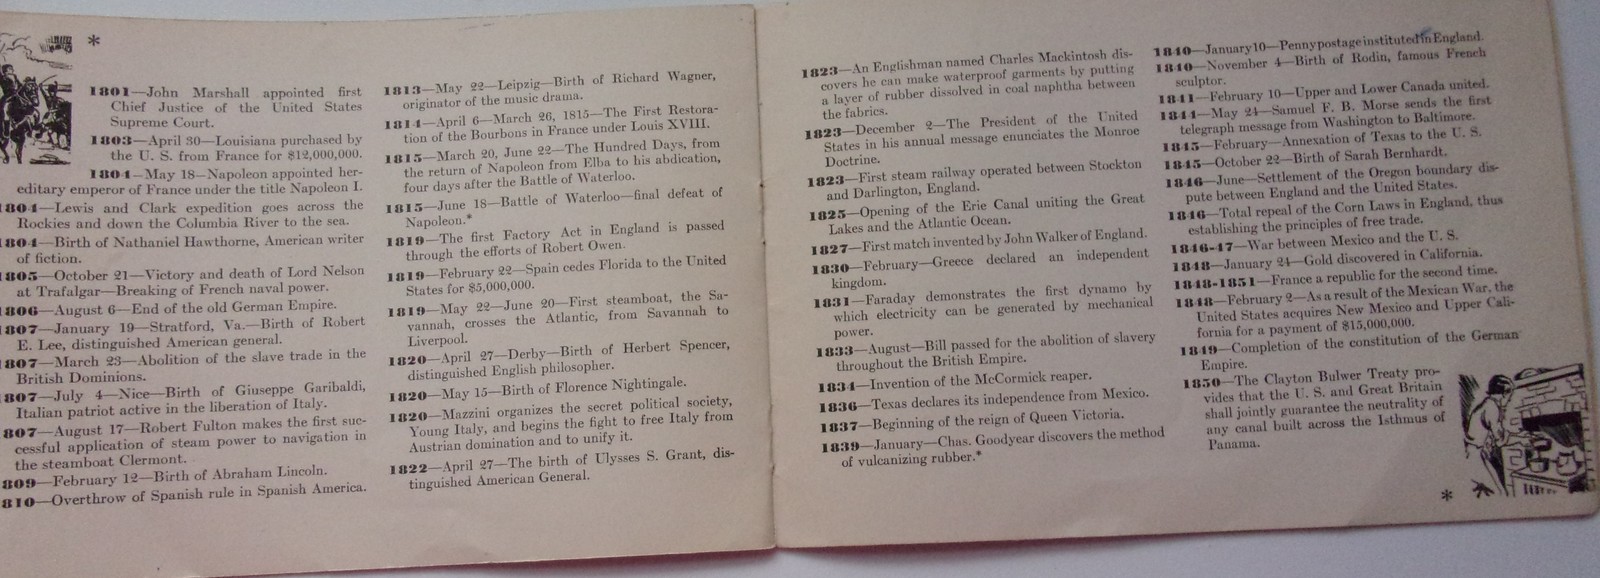 *
1801—John Marshall appointed first
Chief Justice of the United States
Supreme Court.
1803—April 30—Louisiana purchased by
the U. S. from France for $12,000,000.
1804—May 18—Napoleon appointed her-
editary emperor of France under the title Napoleon I.
1804—Lewis and Clark expedition goes across the
Rockies and down the Columbia River to the sea.
1804—Birth of Nathaniel Hawthorne, American writer
of fiction.
1805—October 21—Victory and death of Lord Nelson
at Trafalgar—Breaking of French naval power.
1806—August 6—End of the old German Empire.
1807—January 19—Stratford, Va.—Birth of Robert
E. Lee, distinguished American general.
1807—March 23—Abolition of the slave trade in the
British Dominions.
1807—July 4—Nice—Birth of Giuseppe Garibaldi,
Italian patriot active in the liberation of Italy.
807—August 17—Robert Fulton makes the first suc-
cessful application of steam power to navigation in
the steamboat Clermont.
809—February 12—Birth of Abraham Lincoln.
810—Overthrow of Spanish rule in Spanish America.
1813—May 22—Leipzig—Birth of Richard Wagner,
originator of the music drama.
1814—April 6—March 26, 1815—The First Restora-
tion of the Bourbons in France under Louis XVIII.
1815—March 20, June 22—The Hundred Days, from
the return of Napoleon from Elba to his abdication,
four days after the Battle of Waterloo.
1815—June 18—Battle of Waterloo—final defeat of
Napoleon.*
1819—The first Factory Act in England is passed
through the efforts of Robert Owen.
1819—February 22—Spain cedes Florida to the United
States for $5,000,000.
1819—May 22—June 20—First steamboat, the Sa-
vannah, crosses the Atlantic, from Savannah to
Liverpool.
1820—April 27—Derby—Birth of Herbert Spencer,
distinguished English philosopher.
1820—May 15—Birth of Florence Nightingale.
1820—Mazzini organizes the secret political society,
Young Italy, and begins the fight to free Italy from
Austrian domination and to unify it.
1822—April 27—The birth of Ulysses S. Grant, dis-
tinguished American General.
1823—An Englishman named Charles Mackintosh dis-
covers he can make waterproof garments by putting
a layer of rubber dissolved in coal naphtha between
the fabrics.
1823—December 2—The President of the United
States in his annual message enunciates the Monroe
Doctrine.
1823—First steam railway operated between Stockton
and Darlington, England.
1825—Opening of the Erie Canal uniting the Great
Lakes and the Atlantic Ocean.
1827—First match invented by John Walker of England.
1830—February—Greece declared an independent
kingdom.
1831—Faraday demonstrates the first dynamo by
which electricity can be generated by mechanical
power.
1833—August—Bill passed for the abolition of slavery
throughout the British Empire.
1834—Invention of the McCormick reaper.
1836—Texas declares its independence from Mexico.
1837—Beginning of the reign of Queen Victoria.
1839—January—Chas. Goodyear discovers the method
of vulcanizing rubber.*
1840—January 10—Penny postage instituted in England.
1840—November 4—Birth of Rodin, famous French
sculptor.
1841—February 10—Upper and Lower Canada united.
1844—May 24—Samuel F. B. Morse sends the first
telegraph message from Washington to Baltimore.
1845—February—Annexation of Texas to the U. S.
1845—October 22—Birth of Sarah Bernhardt.
1846—June—Settlement of the Oregon boundary dis-
pute between England and the United States.
1846—Total repeal of the Corn Laws in England, thus
establishing the principles of free trade.
1846-47—War between Mexico and the U. S.
1848—January 24—Gold discovered in California.
1848-1851—France a republic for the second time.
1848—February 2—As a result of the Mexican War, the
United States acquires New Mexico and Upper Cali-
fornia for a payment of $15,000,000.
1849—Completion of the constitution of the German
Empire.
1850—The Clayton Bulwer Treaty pro-
vides that the U. S. and Great Britain
shall jointly guarantee the neutrality of
any canal built across the Isthmus of
Panama.
*